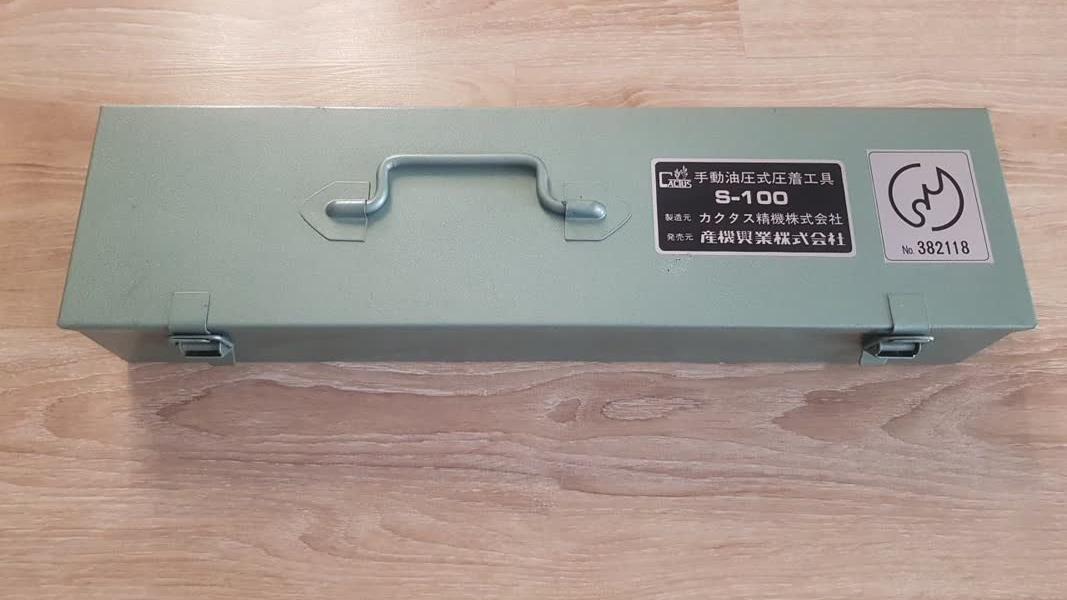 CACTUS 手動油圧式圧着工具
S-100
製造元 カクタス精機株式会社
発売元 産機興業株式会社
No. 382118